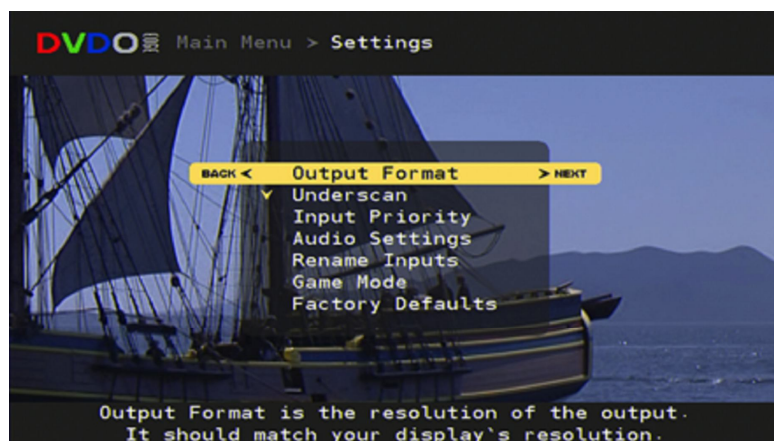 DVDO EDGE Main Menu > Settings
BACK < Output Format > NEXT
Underscan
Input Priority
Audio Settings
Rename Inputs
Game Mode
Factory Defaults
Output Format is the resolution of the output.
It should match your display`s resolution.